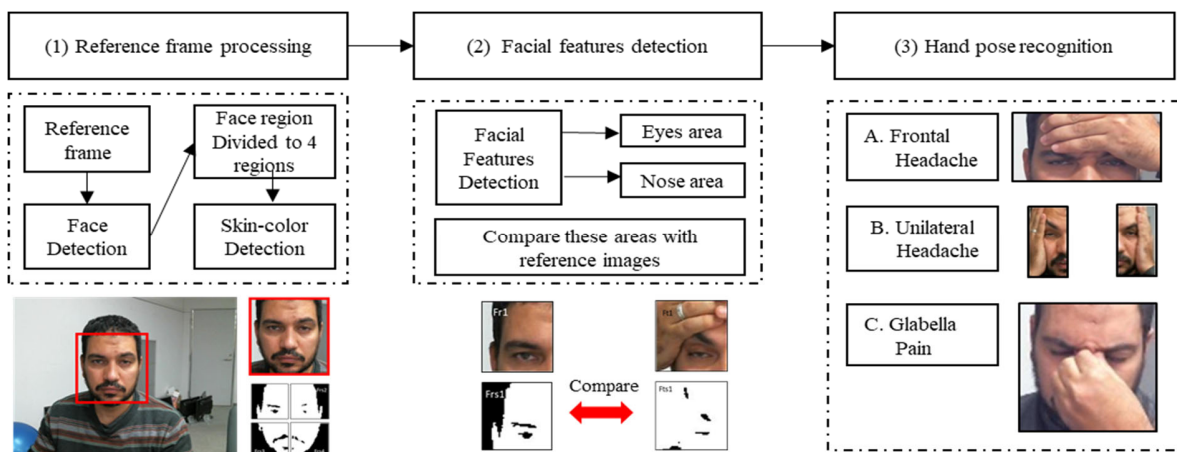 (1) Reference frame processing
(2) Facial features detection
(3) Hand pose recognition
Reference
frame
Face
Detection
Face region
Divided to 4
regions
Skin-color
Detection
Facial
Features
Detection
Eyes area
Nose area
Compare these areas with
reference images
A. Frontal
Headache
B. Unilateral
Headache
C. Glabella
Pain
Frs2
Fr1
Ft1
Frs1
Compare
Fts1